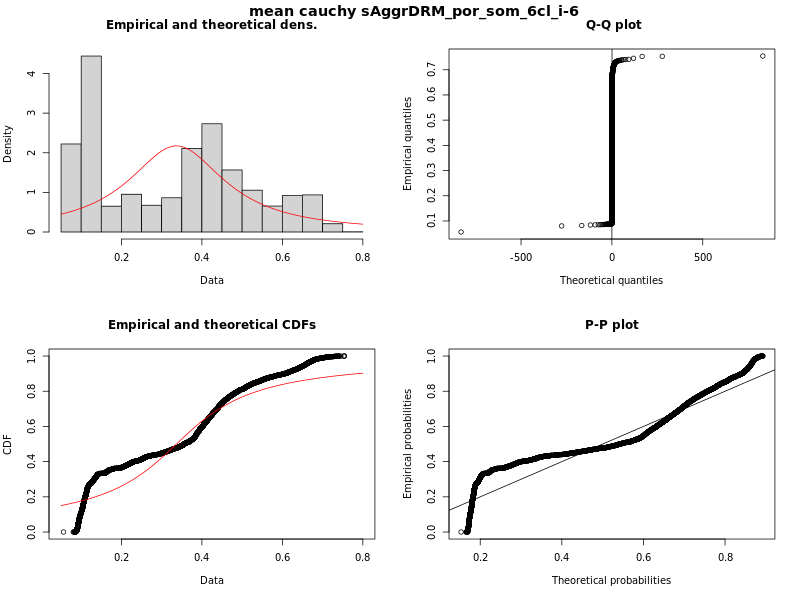 mean cauchy sAggrDRM_por_som_6cl_i-6
Empirical and theoretical dens.
Density
0 1 2 3 4
0.2 0.4 0.6 0.8
Data
Q-Q plot
Empirical quantiles
0.1 0.2 0.3 0.4 0.5 0.6 0.7
-500 0 500
Theoretical quantiles
Empirical and theoretical CDFs
CDF
0.0 0.2 0.4 0.6 0.8 1.0
0.2 0.4 0.6 0.8
Data
P-P plot
Empirical probabilities
0.0 0.2 0.4 0.6 0.8 1.0
0.2 0.4 0.6 0.8
Theoretical probabilities